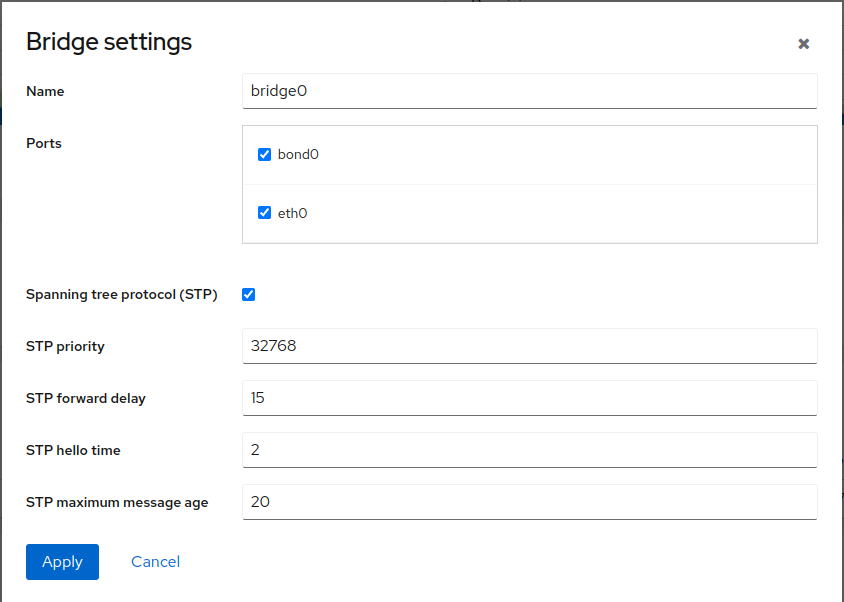 Bridge settings
Name bridge0
Ports
bond0
eth0
Spanning tree protocol (STP)
STP priority 32768
STP forward delay 15
STP hello time 2
STP maximum message age 20
Apply Cancel